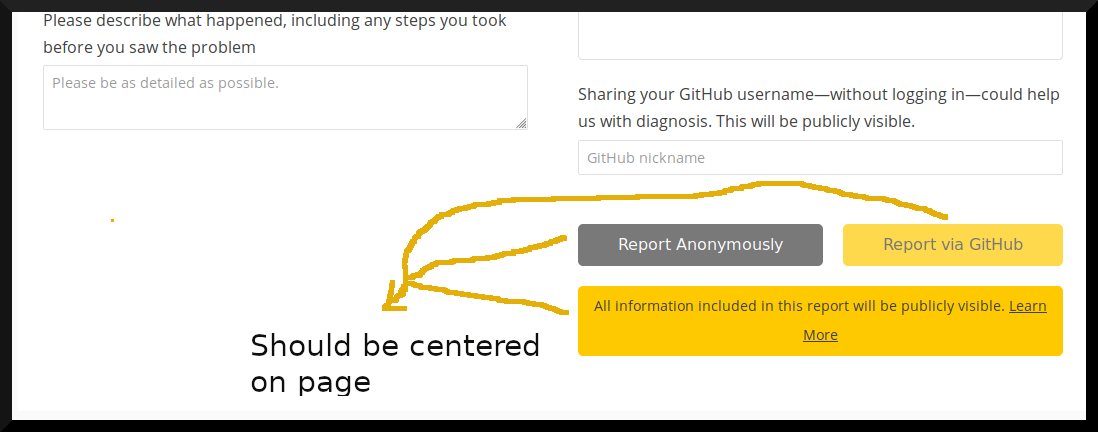 Please describe what happened, including any steps you took
before you saw the problem
Please be as detailed as possible.
Sharing your GitHub username—without logging in—could help
us with diagnosis. This will be publicly visible.
GitHub nickname
Report Anonymously
Report via GitHub
All information included in this report will be publicly visible. Learn
More
Should be centered
on page